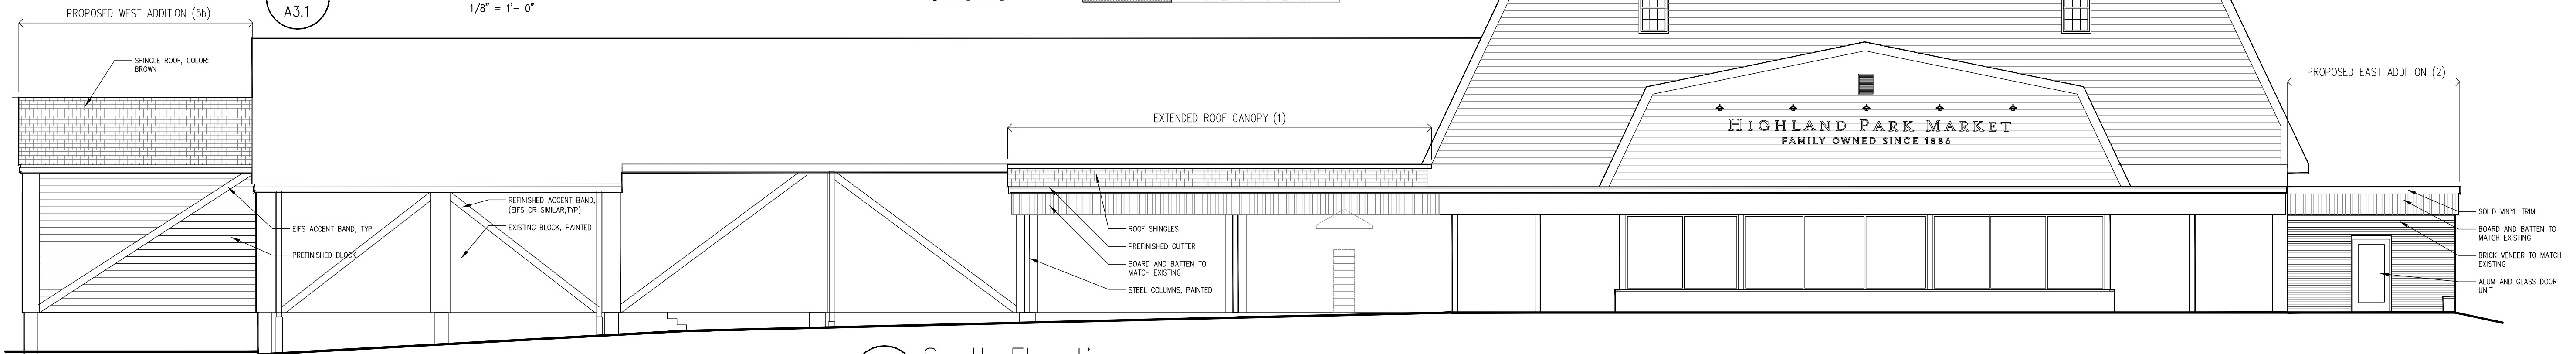 PROPOSED WEST ADDITION (5b)
A3.1
1/8" = 1'- 0"
SHINGLE ROOF, COLOR:
BROWN
EXTENDED ROOF CANOPY (1)
HIGHLAND PARK MARKET
FAMILY OWNED SINCE 1886
PROPOSED EAST ADDITION (2)
EIFS ACCENT BAND, TYP
PREFINISHED BLOCK
REFINISHED ACCENT BAND,
(EIFS OR SIMILAR,TYP)
EXISTING BLOCK, PAINTED
ROOF SHINGLES
PREFINISHED GUTTER
BOARD AND BATTEN TO
MATCH EXISTING
STEEL COLUMNS, PAINTED
SOLID VINYL TRIM
BOARD AND BATTEN TO
MATCH EXISTING
BRICK VENEER TO MATCH
EXISTING
ALUM AND GLASS DOOR
UNIT